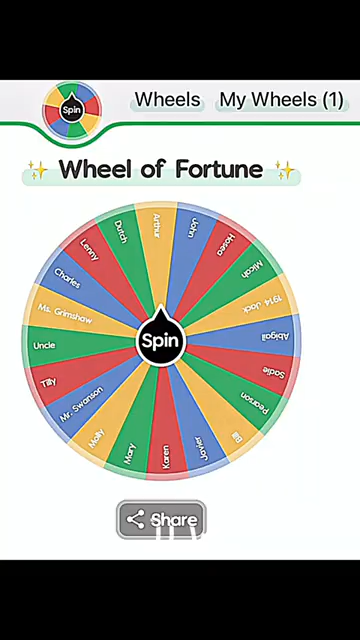 Spin
Wheels My Wheels (1)
✨ Wheel of Fortune ✨
Arthur
John
Hosea
Micah
1914 Jack
Abigail
Sadie
Pearson
Bill
Javier
Karen
Mary
Molly
Mr. Swanson
Tilly
Uncle
Ms. Grimshaw
Charles
Lenny
Dutch
Spin
Share